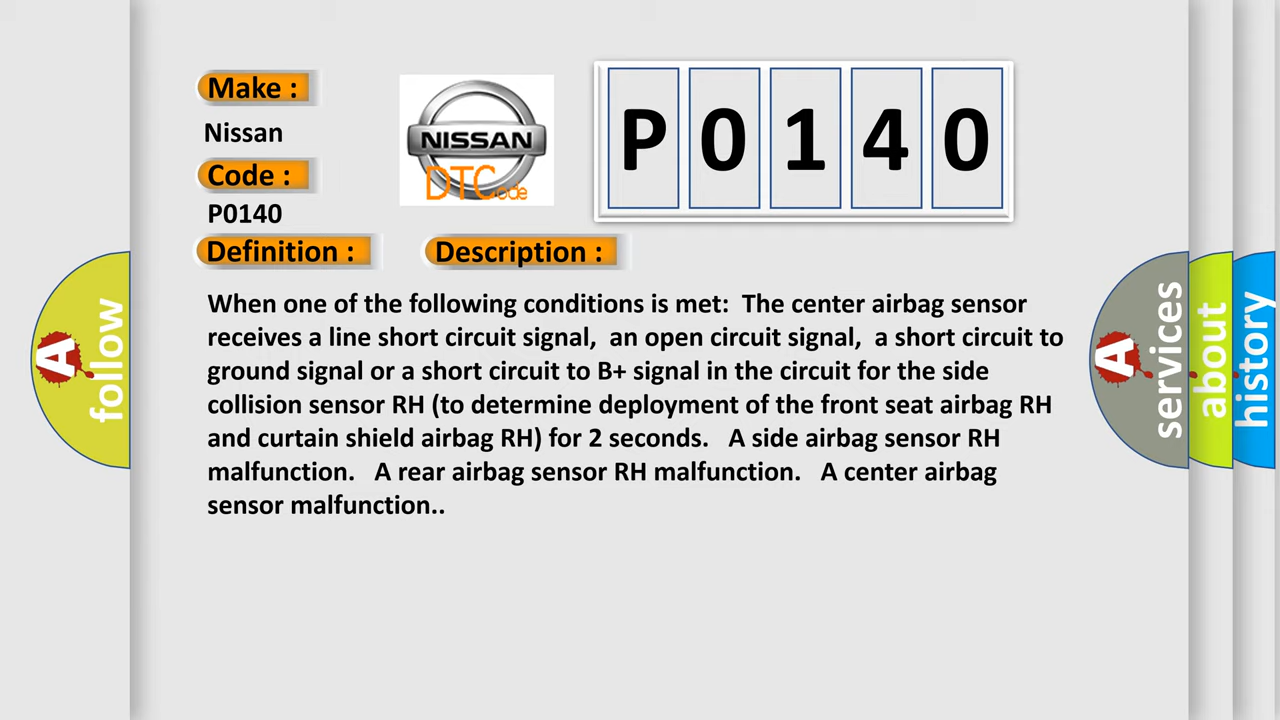 Make :
Nissan
Code :
P0140
Definition :
Description :
NISSAN
DTCode
P0140
When one of the following conditions is met:  The center airbag sensor
receives a line short circuit signal,  an open circuit signal,  a short circuit to
ground signal or a short circuit to B+ signal in the circuit for the side
collision sensor RH (to determine deployment of the front seat airbag RH
and curtain shield airbag RH) for 2 seconds.   A side airbag sensor RH
malfunction.   A rear airbag sensor RH malfunction.   A center airbag
sensor malfunction..
A
follow
A
services
about
history